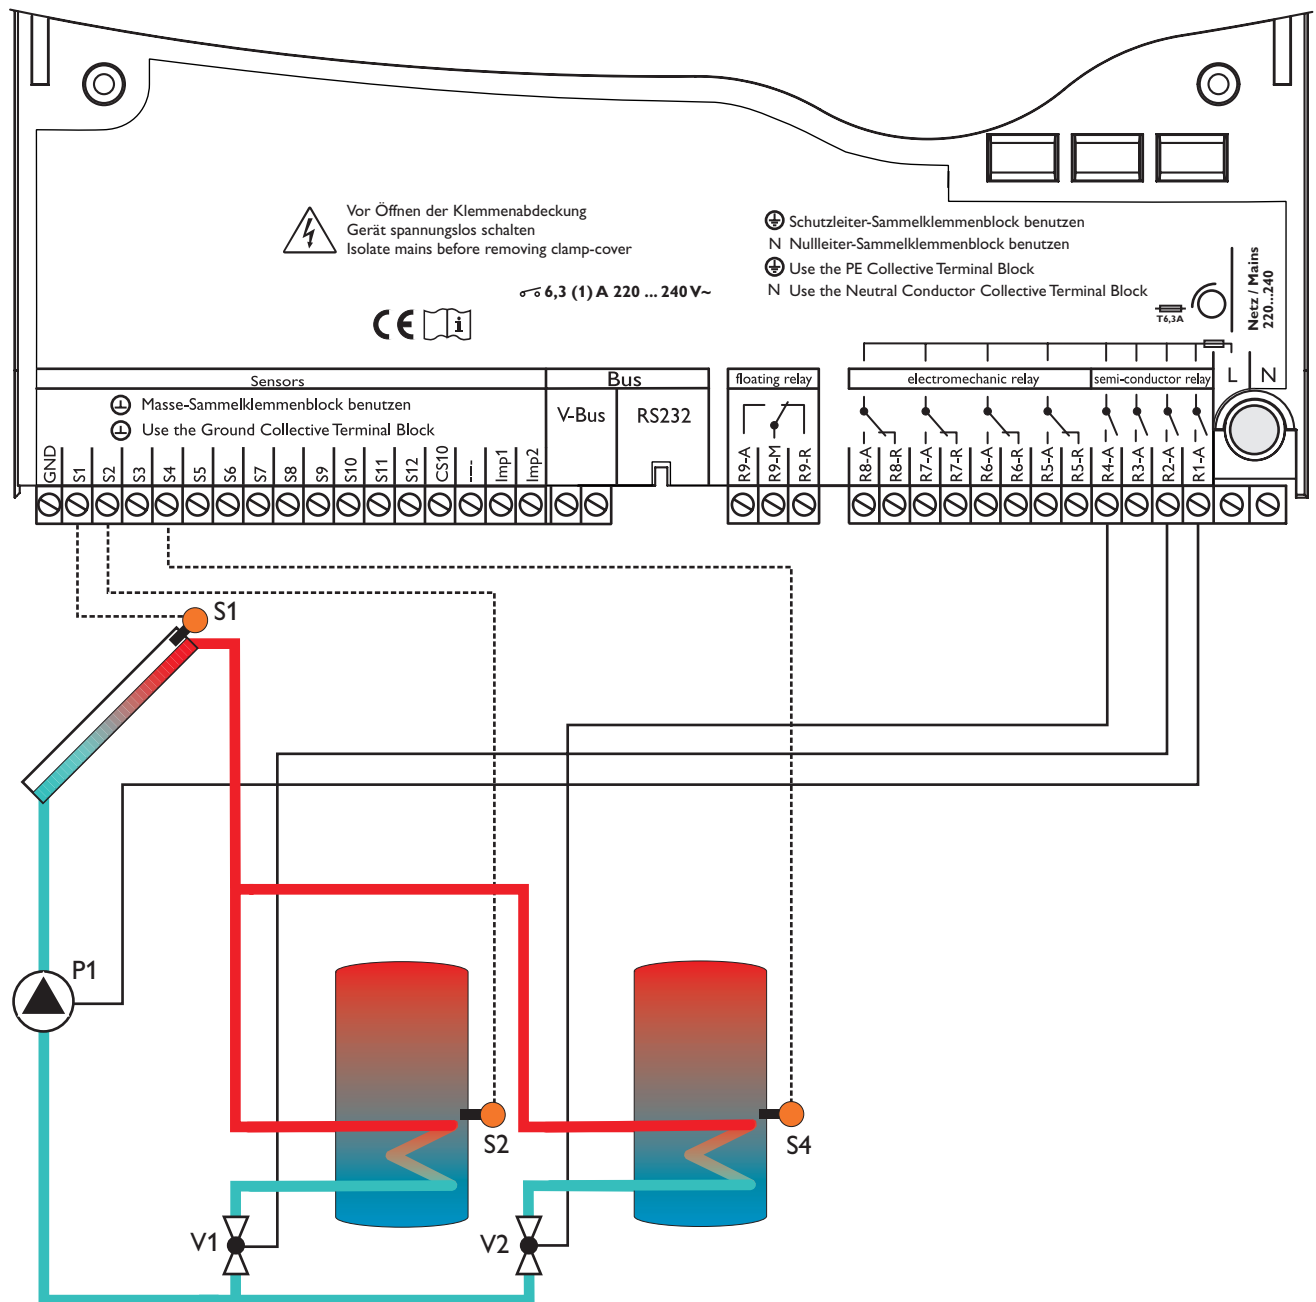 Vor Öffnen der Klemmenabdeckung
Gerät spannungslos schalten
Isolate mains before removing clamp-cover
6,3 (1) A 220 ... 240 V~
CE
i
Schutzleiter-Sammelklemmenblock benutzen
N Nullleiter-Sammelklemmenblock benutzen
Use the PE Collective Terminal Block
N Use the Neutral Conductor Collective Terminal Block
T6,3A
Netz / Mains
220...240
Sensors
Bus
floating relay
electromechanic relay
semi-conductor relay
L
N
Masse-Sammelklemmenblock benutzen
Use the Ground Collective Terminal Block
V-Bus
RS232
GND
S1
S2
S3
S4
S5
S6
S7
S8
S9
S10
S11
S12
CS10
Imp1
Imp2
R9-A
R9-M
R9-R
R8-A
R8-R
R7-A
R7-R
R6-A
R6-R
R5-A
R5-R
R4-A
R3-A
R2-A
R1-A
S1
P1
S2
S4
V1
V2